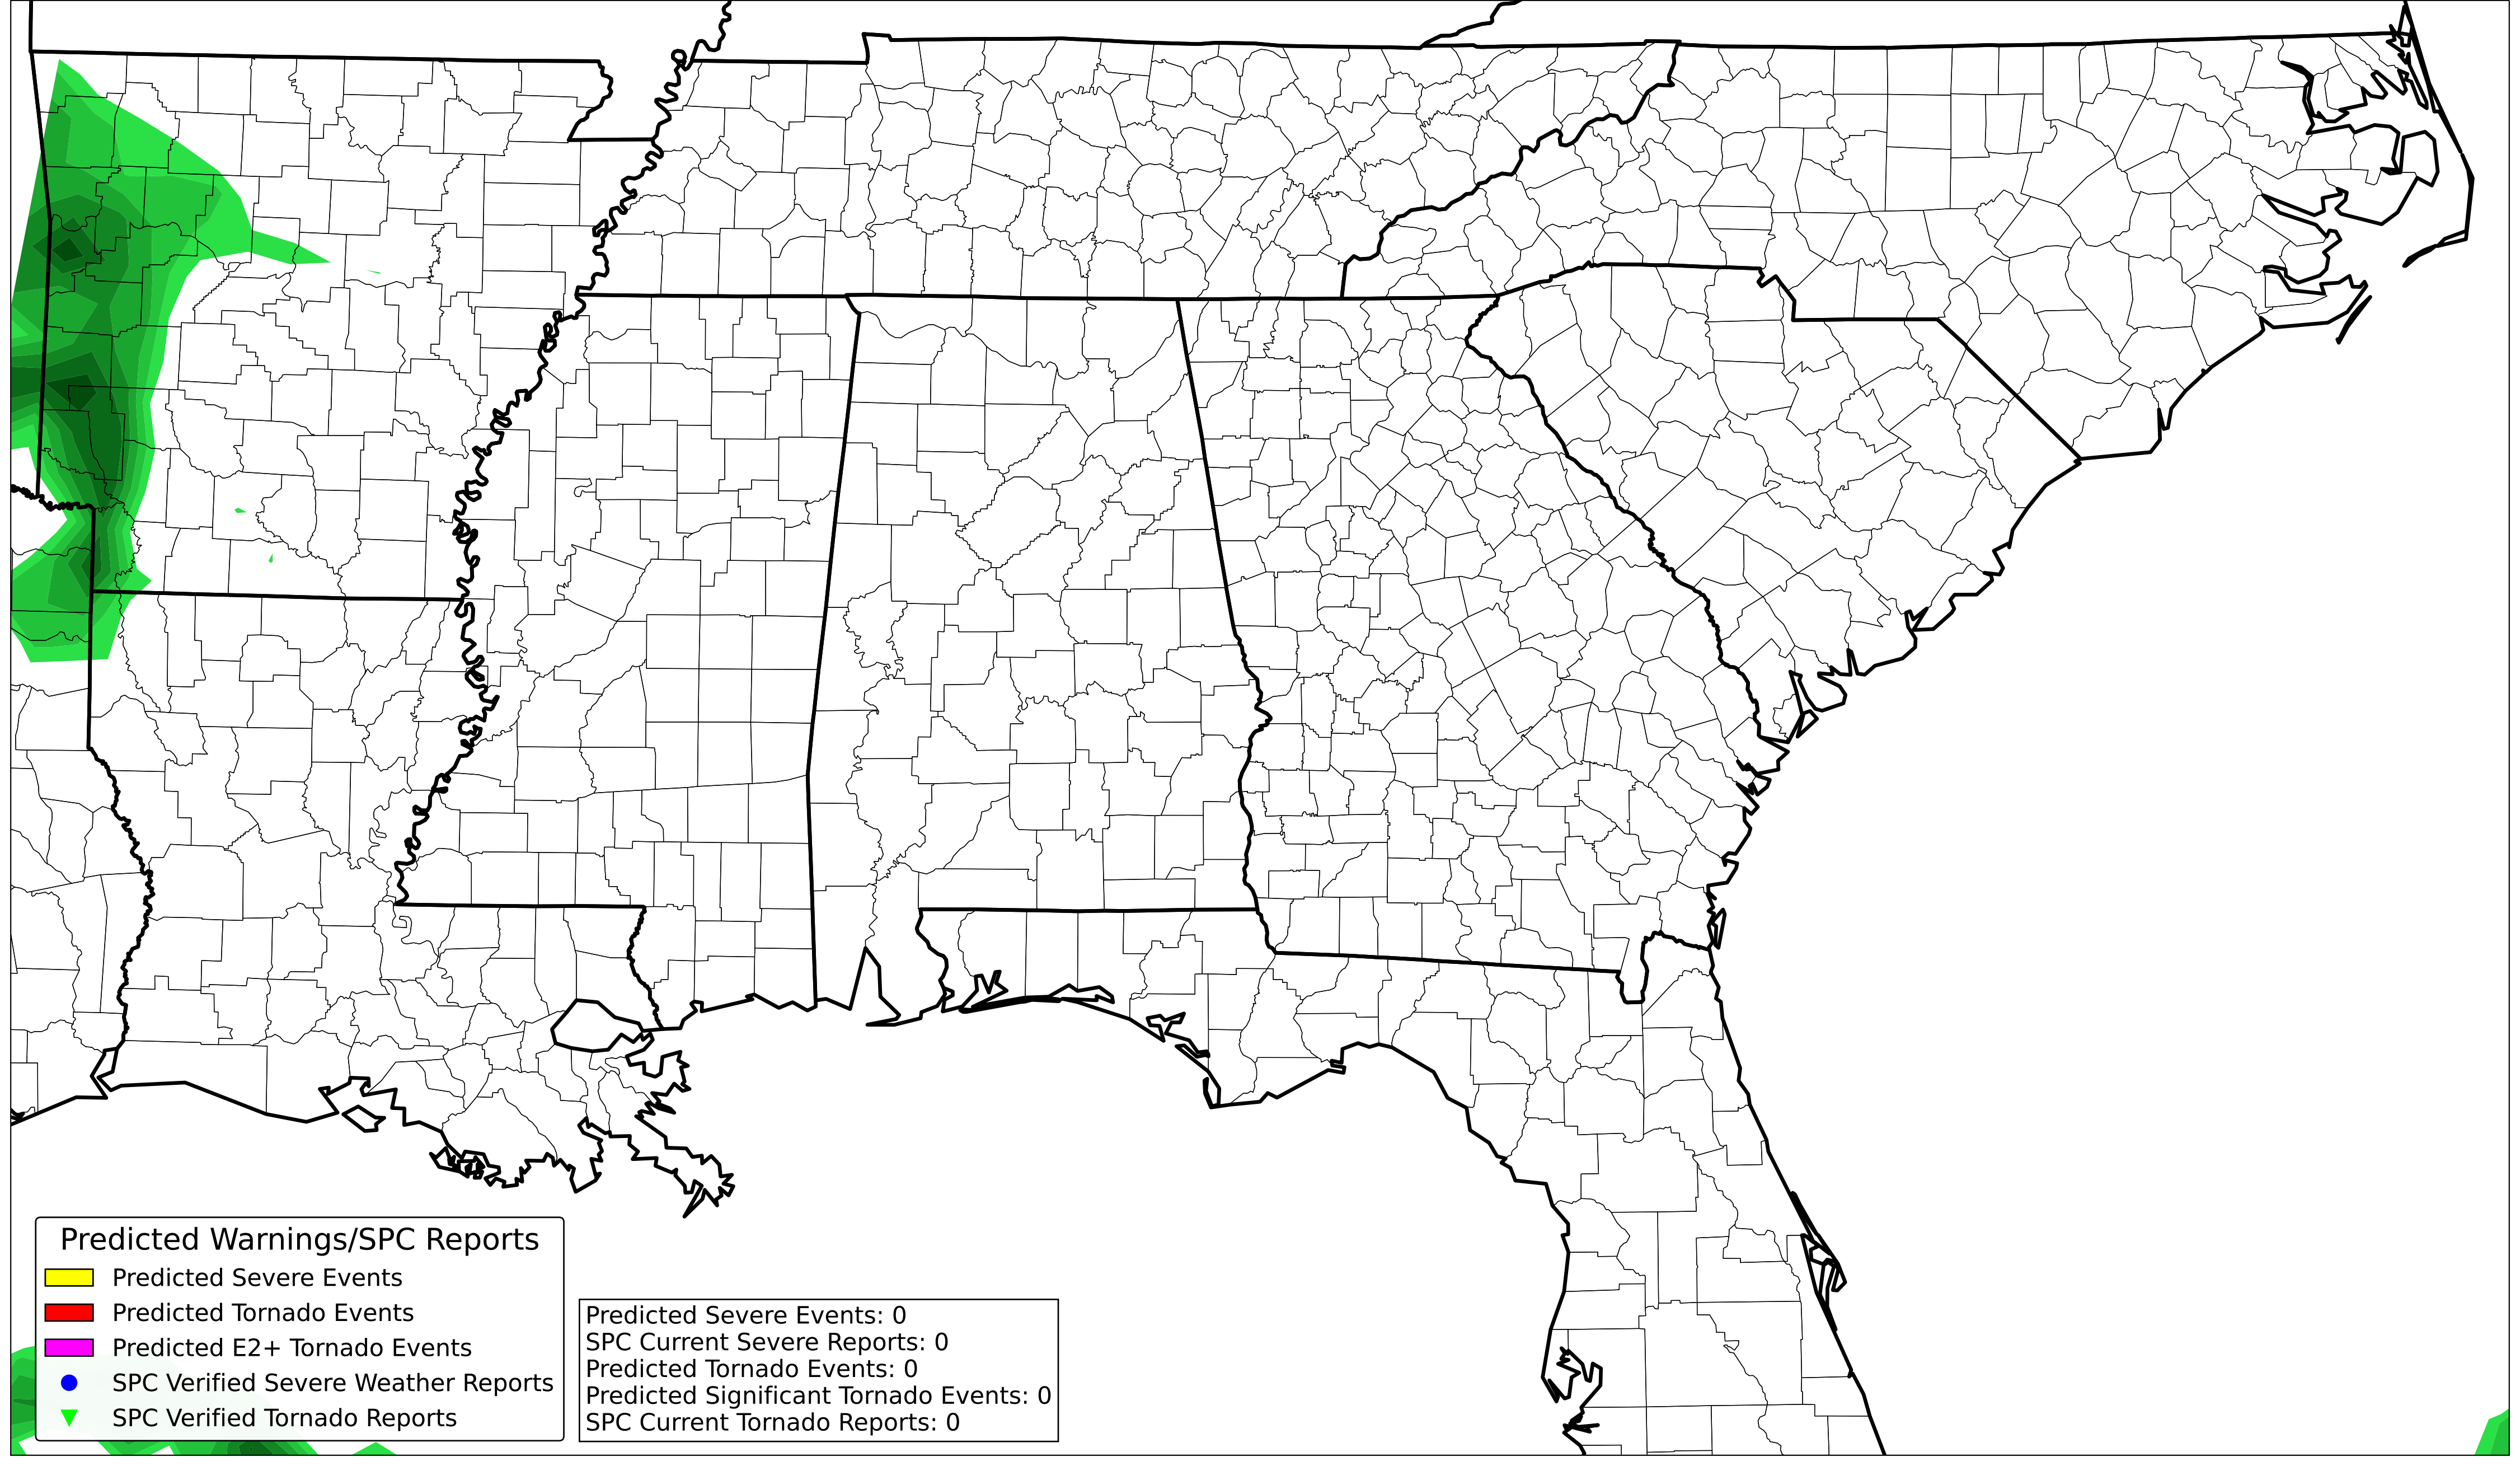 Predicted Warnings/SPC Reports
Predicted Severe Events
Predicted Tornado Events
Predicted E2+ Tornado Events
SPC Verified Severe Weather Reports
SPC Verified Tornado Reports
Predicted Severe Events: 0
SPC Current Severe Reports: 0
Predicted Tornado Events: 0
Predicted Significant Tornado Events: 0
SPC Current Tornado Reports: 0